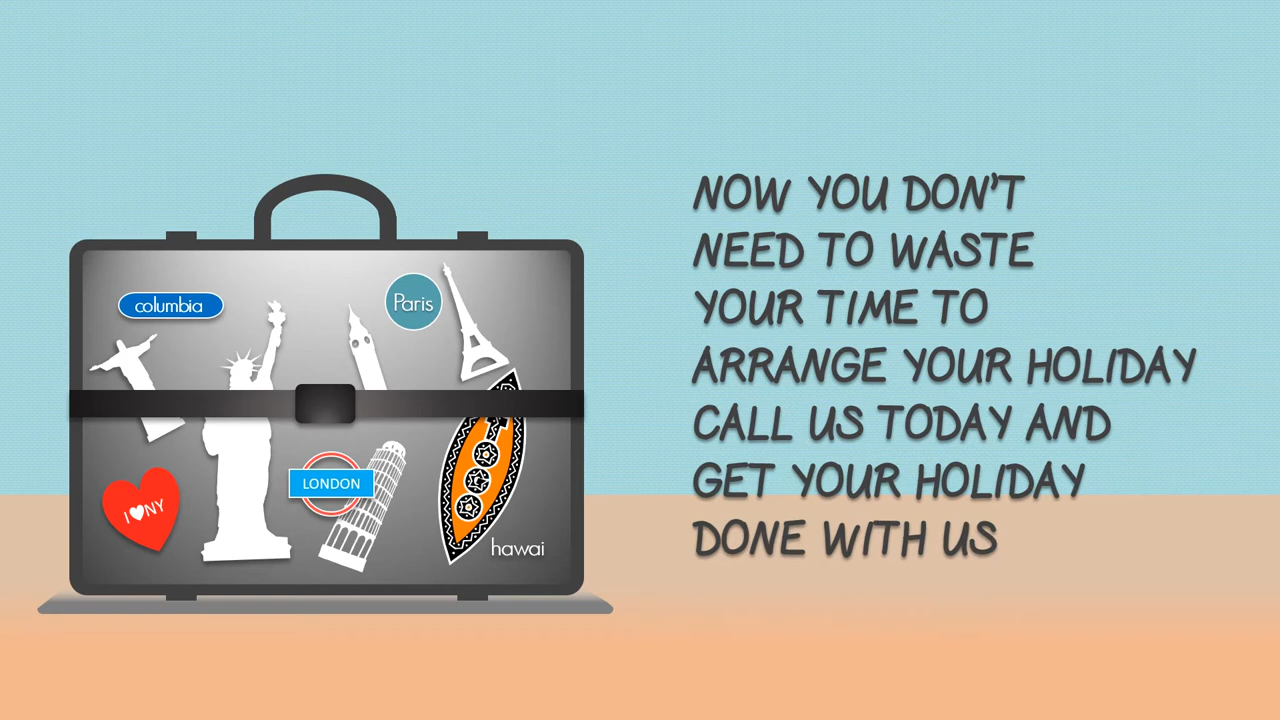 columbia
Paris
I ♥ NY
LONDON
hawai
NOW YOU DON'T
NEED TO WASTE
YOUR TIME TO
ARRANGE YOUR HOLIDAY
CALL US TODAY AND
GET YOUR HOLIDAY
DONE WITH US